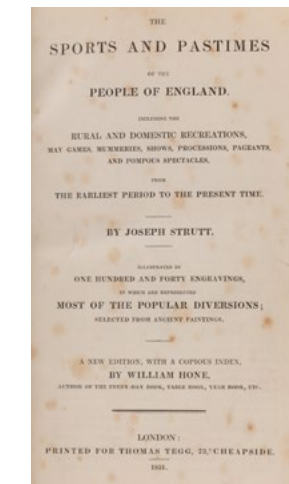 THE
SPORTS AND PASTIMES
OF THE
PEOPLE OF ENGLAND.
INCLUDING THE
RURAL AND DOMESTIC RECREATIONS,
MAY GAMES, MUMMERIES, SHOWS, PROCESSIONS, PAGEANTS,
AND POMPOUS SPECTACLES,
FROM
THE EARLIEST PERIOD TO THE PRESENT TIME.
BY JOSEPH STRUTT.
ILLUSTRATED BY
ONE HUNDRED AND FORTY ENGRAVINGS,
IN WHICH ARE REPRESENTED
MOST OF THE POPULAR DIVERSIONS;
SELECTED FROM ANCIENT PAINTINGS.
A NEW EDITION, WITH A COPIOUS INDEX,
BY WILLIAM HONE,
AUTHOR OF THE EVERY-DAY BOOK, TABLE BOOK, YEAR BOOK, ETC.
LONDON:
PRINTED FOR THOMAS TEGG, 73, CHEAPSIDE.